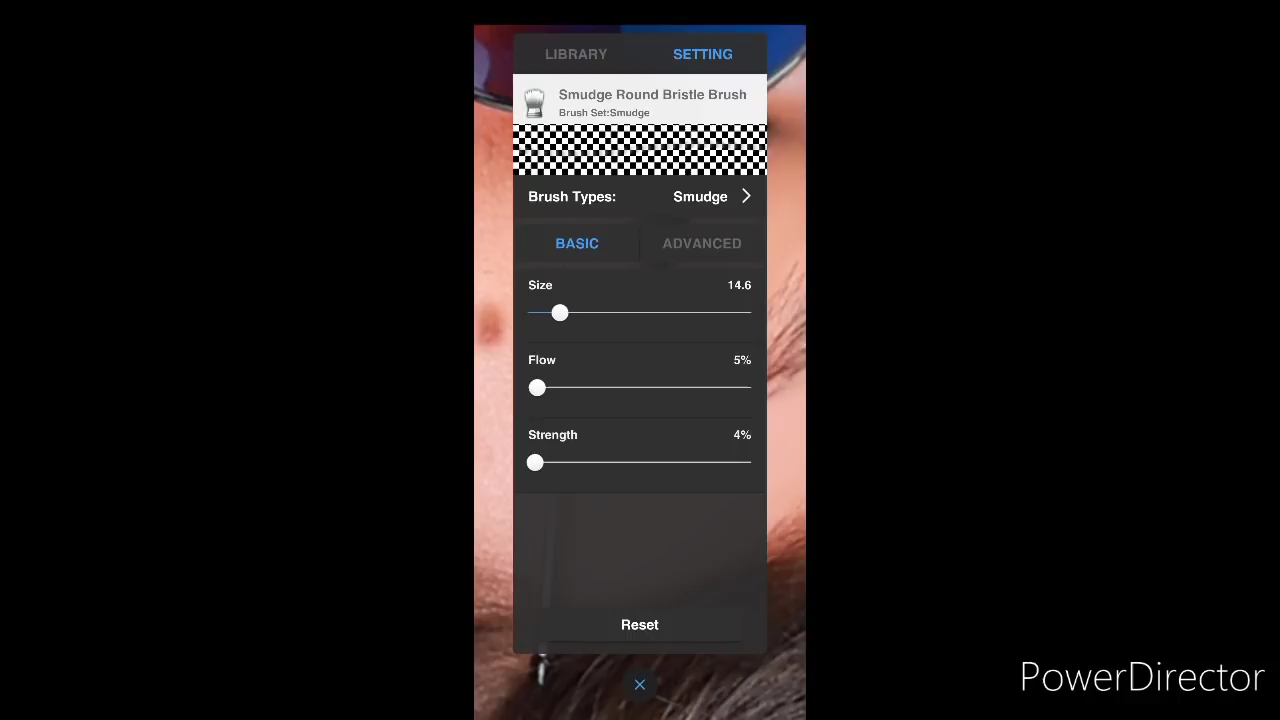 LIBRARY SETTING
Smudge Round Bristle Brush
Brush Set:Smudge
Brush Types: Smudge
BASIC ADVANCED
Size 14.6
Flow 5%
Strength 4%
Reset
PowerDirector